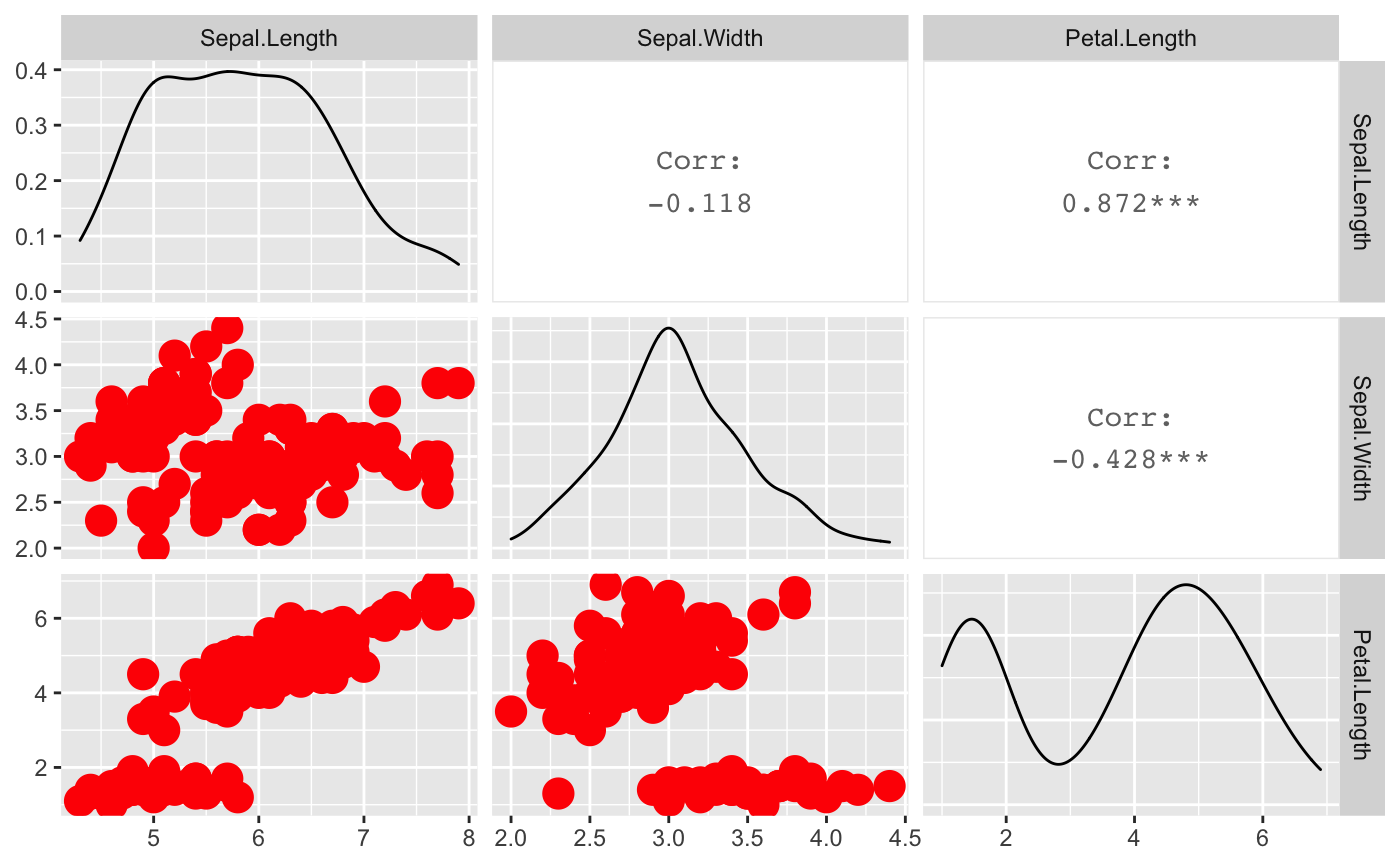 Sepal.Length
Sepal.Width
Petal.Length
0.4
0.3
0.2
0.1
0.0
Corr:
-0.118
Corr:
0.872***
Sepal.Length
4.5
4.0
3.5
3.0
2.5
2.0
Corr:
-0.428***
Sepal.Width
6
4
2
Petal.Length
5 6 7 8
2.0 2.5 3.0 3.5 4.0 4.5
2 4 6